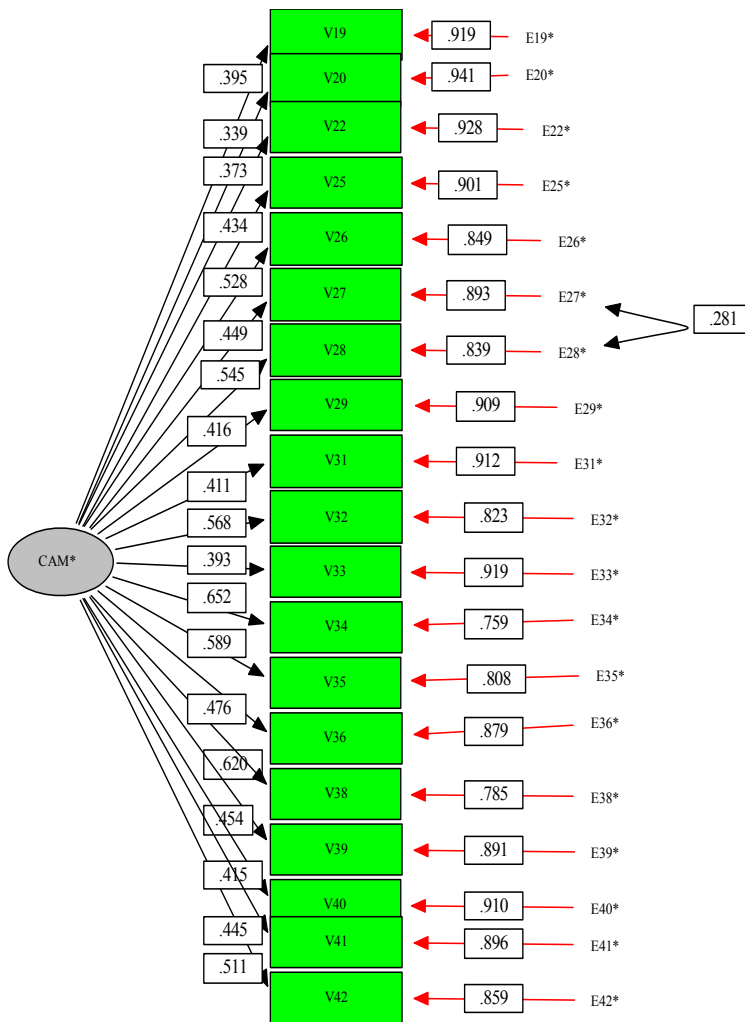 V19 .919 E19*
.395 V20 .941 E20*
.339 V22 .928 E22*
.373
V25 .901 E25*
.434 V26 .849 E26*
.528 V27 .893 E27*
.281
.449 V28 .839 E28*
.545
V29 .909 E29*
.416
V31 .912 E31*
.411
.568 V32 .823 E32*
CAM* .393 V33 .919 E33*
.652 V34 .759 E34*
.589
V35 .808 E35*
.476 V36 .879 E36*
.620
V38 .785 E38*
.454 V39 .891 E39*
.415
V40 .910 E40*
.445 V41 .896 E41*
.511
V42 .859 E42*